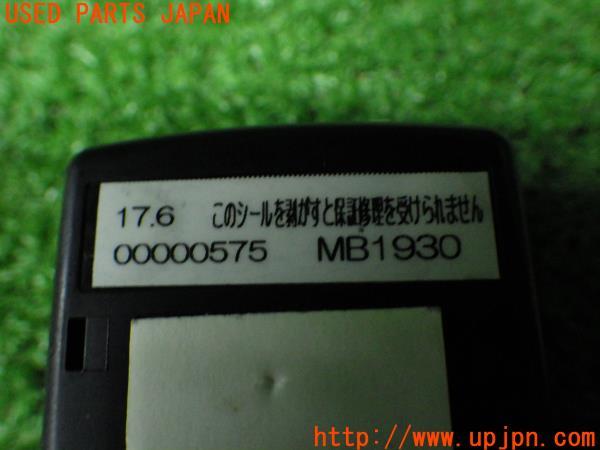 USED PARTS JAPAN
17.6 このシールを剥がすと保証修理を受けられません
00000575 MB1930
http://www.upjpn.com/